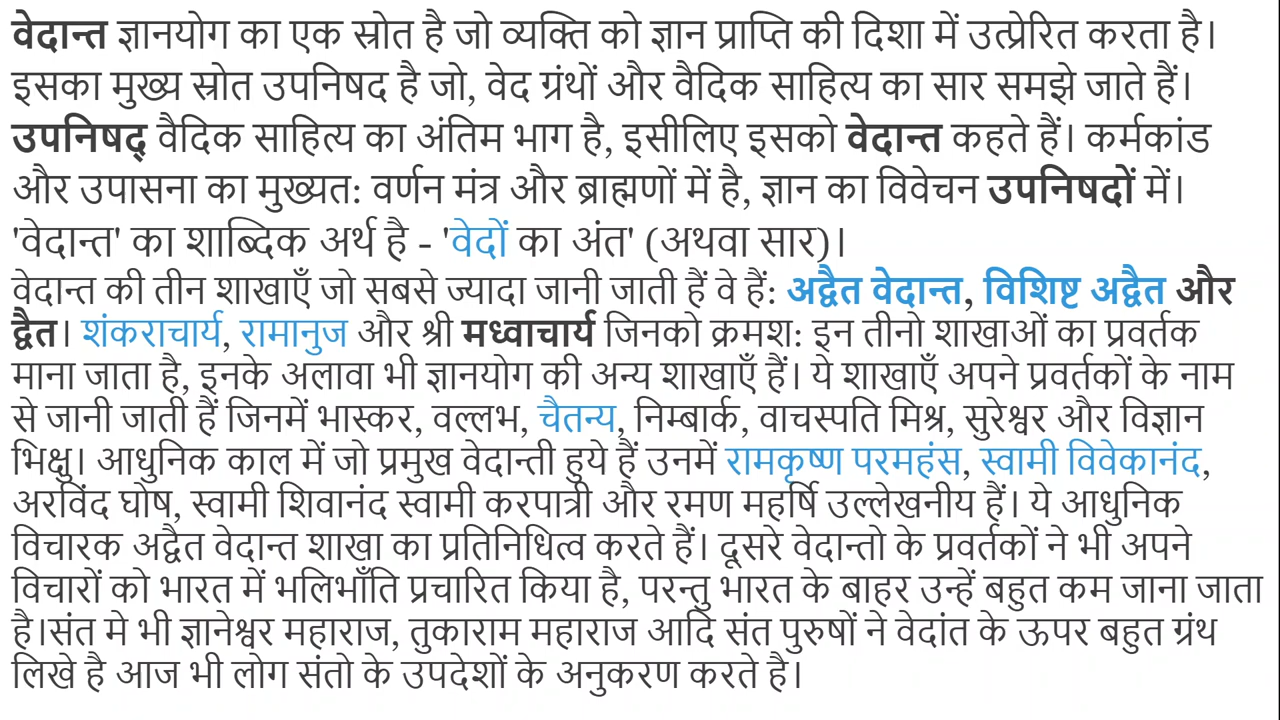 वेदान्त ज्ञानयोग का एक स्रोत है जो व्यक्ति को ज्ञान प्राप्ति की दिशा में उत्प्रेरित करता है।
इसका मुख्य स्रोत उपनिषद है जो, वेद ग्रंथों और वैदिक साहित्य का सार समझे जाते हैं।
उपनिषद् वैदिक साहित्य का अंतिम भाग है, इसीलिए इसको वेदान्त कहते हैं। कर्मकांड
और उपासना का मुख्यत: वर्णन मंत्र और ब्राह्मणों में है, ज्ञान का विवेचन उपनिषदों में।
'वेदान्त' का शाब्दिक अर्थ है - 'वेदों का अंत' (अथवा सार)।
वेदान्त की तीन शाखाएँ जो सबसे ज्यादा जानी जाती हैं वे हैं: अद्वैत वेदान्त, विशिष्ट अद्वैत और
द्वैत। शंकराचार्य, रामानुज और श्री मध्वाचार्य जिनको क्रमश: इन तीनो शाखाओं का प्रवर्तक
माना जाता है, इनके अलावा भी ज्ञानयोग की अन्य शाखाएँ हैं। ये शाखाएँ अपने प्रवर्तकों के नाम
से जानी जाती हैं जिनमें भास्कर, वल्लभ, चैतन्य, निम्बार्क, वाचस्पति मिश्र, सुरेश्वर और विज्ञान
भिक्षु। आधुनिक काल में जो प्रमुख वेदान्ती हुये हैं उनमें रामकृष्ण परमहंस, स्वामी विवेकानंद,
अरविंद घोष, स्वामी शिवानंद स्वामी करपात्री और रमण महर्षि उल्लेखनीय हैं। ये आधुनिक
विचारक अद्वैत वेदान्त शाखा का प्रतिनिधित्व करते हैं। दूसरे वेदान्तो के प्रवर्तकों ने भी अपने
विचारों को भारत में भलिभाँति प्रचारित किया है, परन्तु भारत के बाहर उन्हें बहुत कम जाना जाता
है।संत मे भी ज्ञानेश्वर महाराज, तुकाराम महाराज आदि संत पुरुषों ने वेदांत के ऊपर बहुत ग्रंथ
लिखे है आज भी लोग संतो के उपदेशों के अनुकरण करते है।